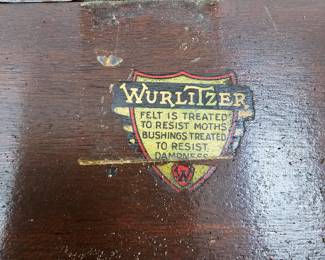 WURLITZER
FELT IS TREATED
TO RESIST MOTHS
BUSHINGS TREATED
TO RESIST
DAMPNESS
W